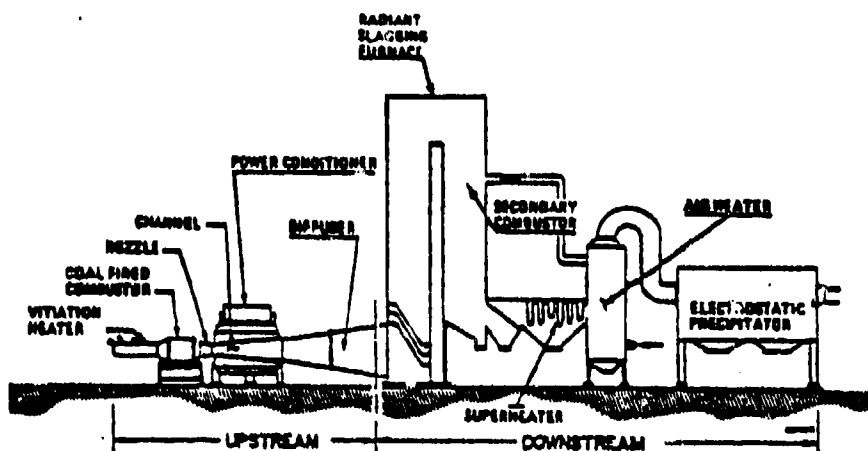 RADIANT
SLAGGING
FURNACE
POWER CONDITIONER
CHANNEL
NOZZLE
COAL FIRED
COMBUSTOR
VITIATION
HEATER
DIFFUSER
SECONDARY
COMBUSTOR
AIR HEATER
ELECTROSTATIC
PRECIPITATOR
SUPERHEATER
UPSTREAM
DOWNSTREAM